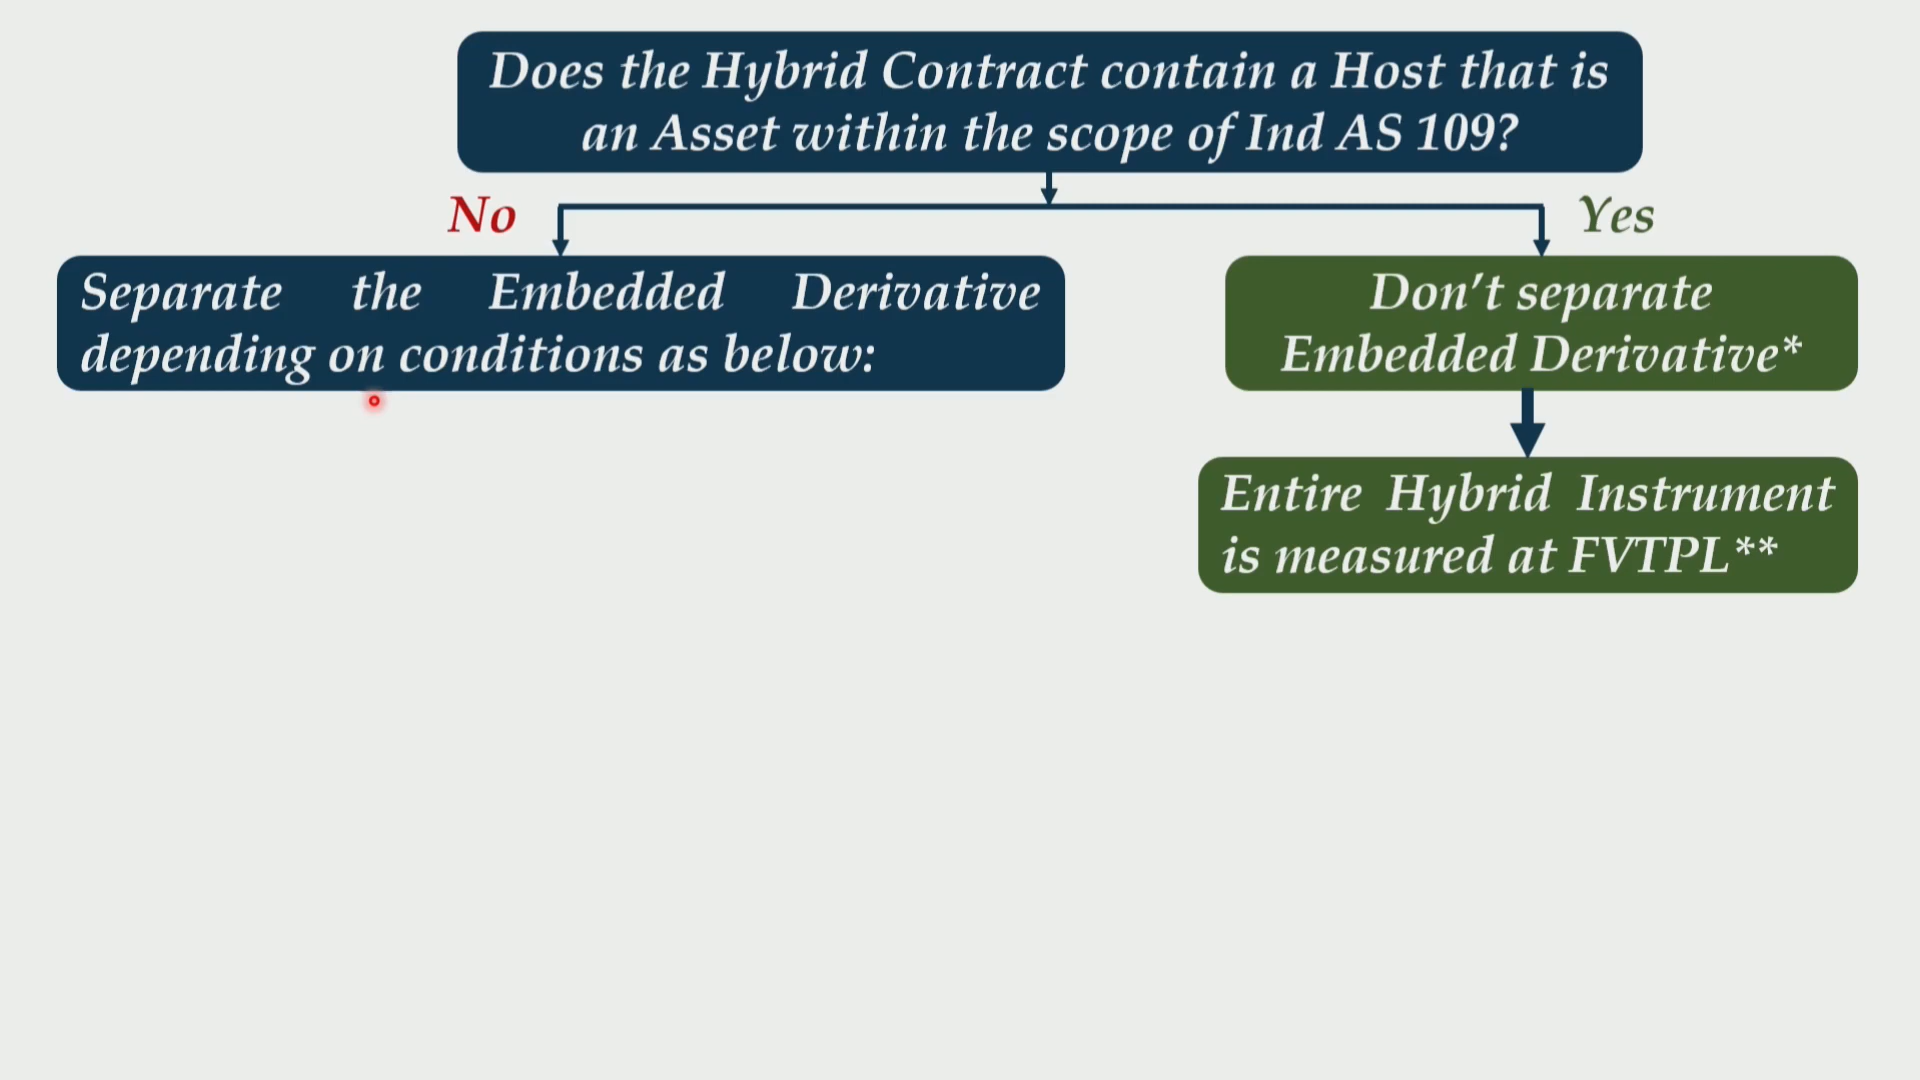 Does the Hybrid Contract contain a Host that is
an Asset within the scope of Ind AS 109?
No
Yes
Separate the Embedded Derivative
depending on conditions as below:
Don't separate
Embedded Derivative*
Entire Hybrid Instrument
is measured at FVTPL**